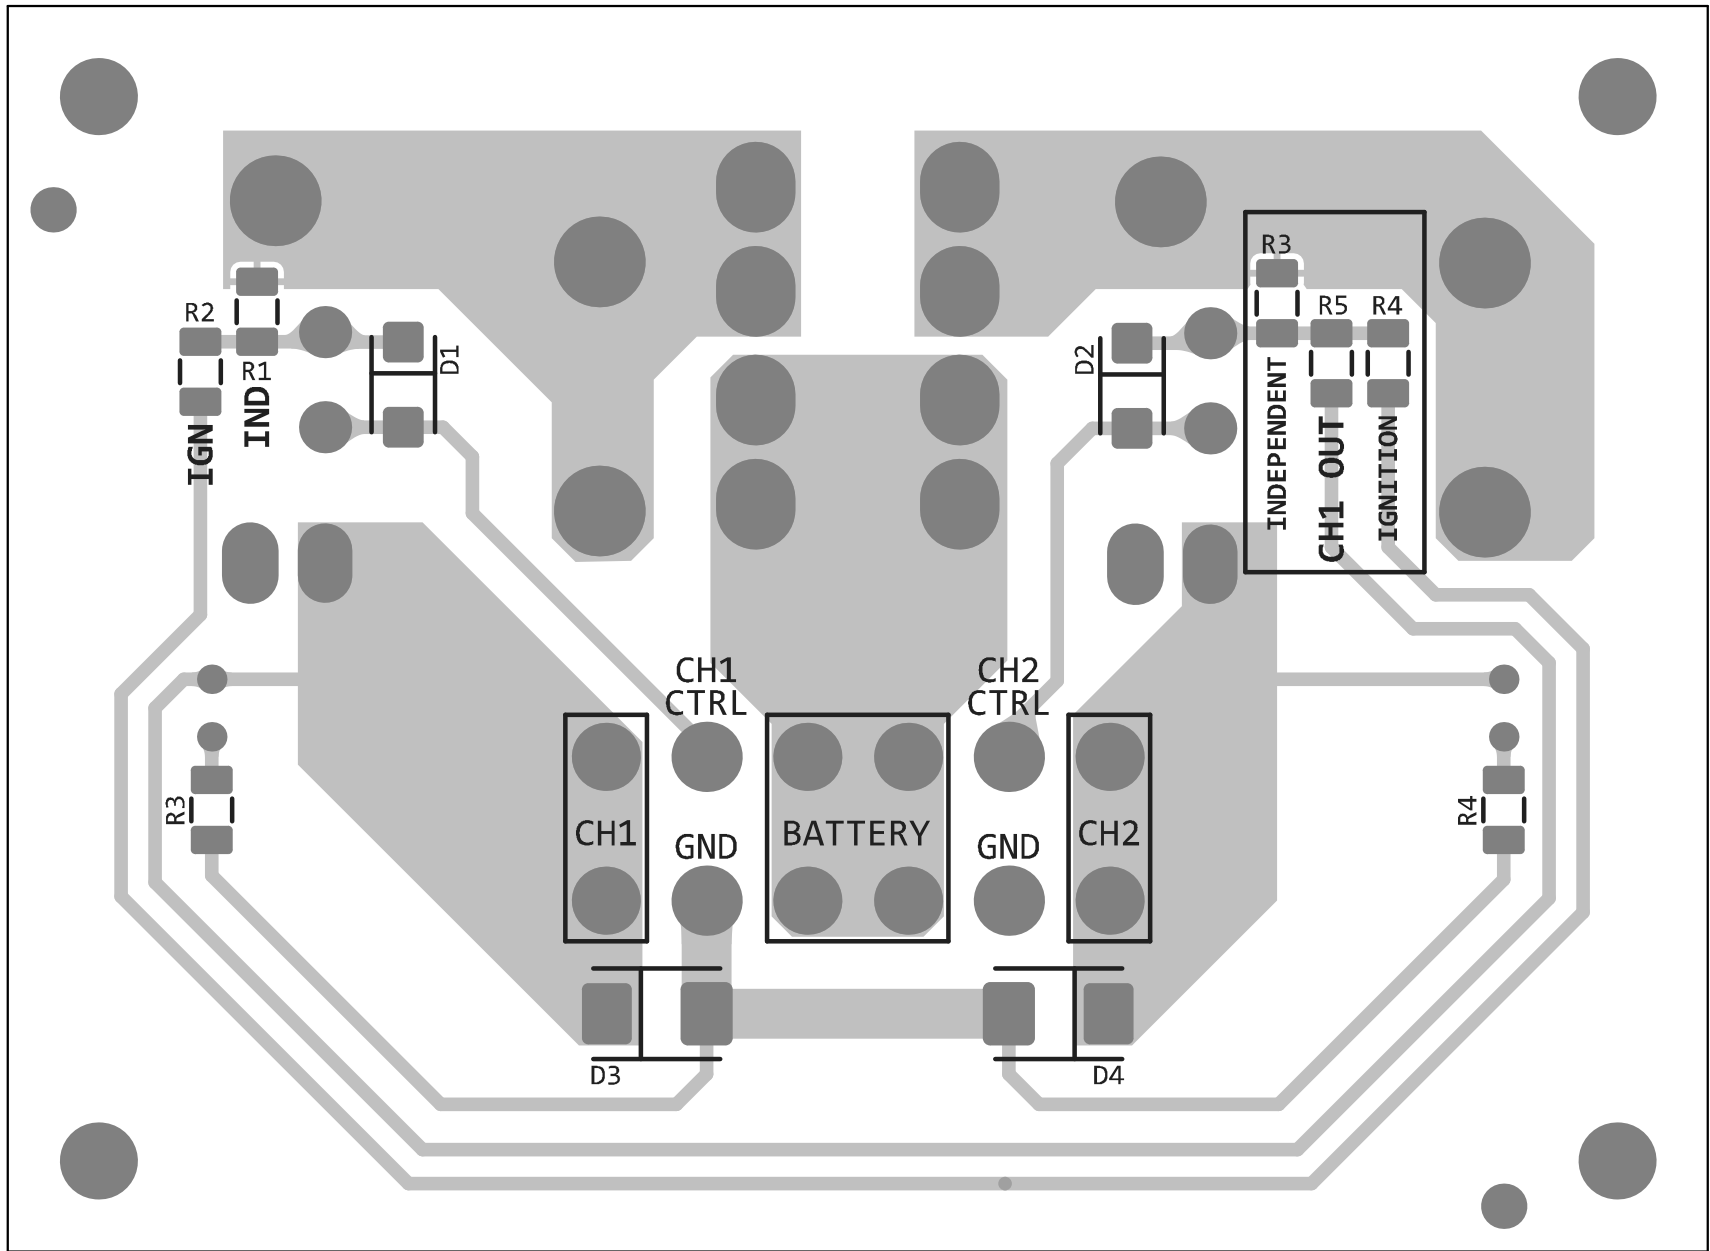 R3
R2
R5
R4
D1
D2
R1
IND
IGN
INDEPENDENT
CH1 OUT
IGNITION
CH1
CTRL
CH2
CTRL
R3
R4
CH1
GND
BATTERY
GND
CH2
D3
D4